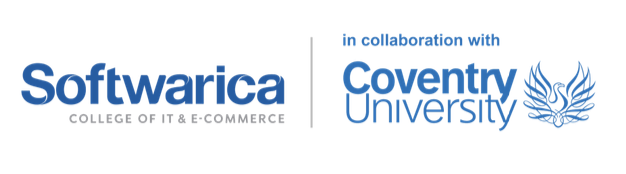 Softwarica
COLLEGE OF IT & E-COMMERCE
in collaboration with
Coventry
University